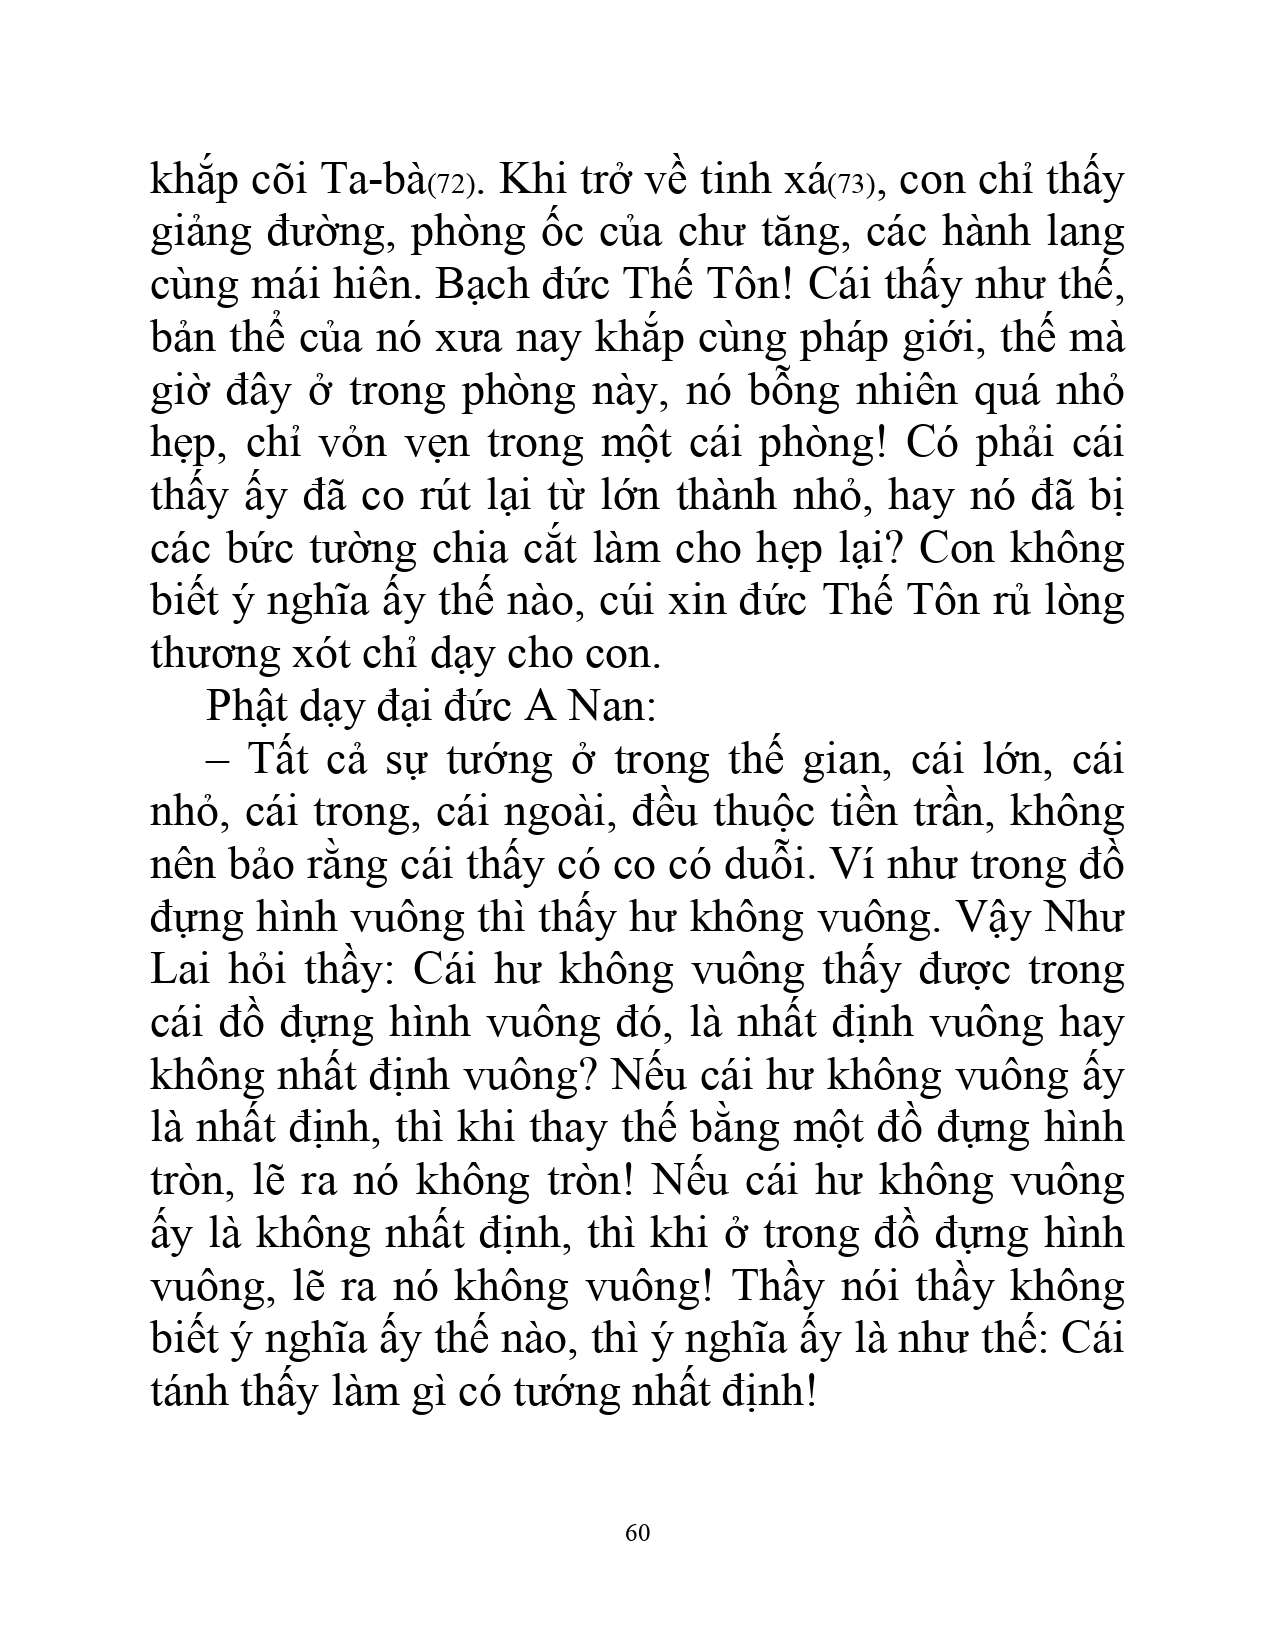 khắp cõi Ta-bà(72). Khi trở về tinh xá(73), con chỉ thấy
giảng đường, phòng ốc của chư tăng, các hành lang
cùng mái hiên. Bạch đức Thế Tôn! Cái thấy như thế,
bản thể của nó xưa nay khắp cùng pháp giới, thế mà
giờ đây ở trong phòng này, nó bỗng nhiên quá nhỏ
hẹp, chỉ vỏn vẹn trong một cái phòng! Có phải cái
thấy ấy đã co rút lại từ lớn thành nhỏ, hay nó đã bị
các bức tường chia cắt làm cho hẹp lại? Con không
biết ý nghĩa ấy thế nào, cúi xin đức Thế Tôn rủ lòng
thương xót chỉ dạy cho con.
Phật dạy đại đức A Nan:
– Tất cả sự tướng ở trong thế gian, cái lớn, cái
nhỏ, cái trong, cái ngoài, đều thuộc tiền trần, không
nên bảo rằng cái thấy có co có duỗi. Ví như trong đồ
đựng hình vuông thì thấy hư không vuông. Vậy Như
Lai hỏi thầy: Cái hư không vuông thấy được trong
cái đồ đựng hình vuông đó, là nhất định vuông hay
không nhất định vuông? Nếu cái hư không vuông ấy
là nhất định, thì khi thay thế bằng một đồ đựng hình
tròn, lẽ ra nó không tròn! Nếu cái hư không vuông
ấy là không nhất định, thì khi ở trong đồ đựng hình
vuông, lẽ ra nó không vuông! Thầy nói thầy không
biết ý nghĩa ấy thế nào, thì ý nghĩa ấy là như thế: Cái
tánh thấy làm gì có tướng nhất định!
60